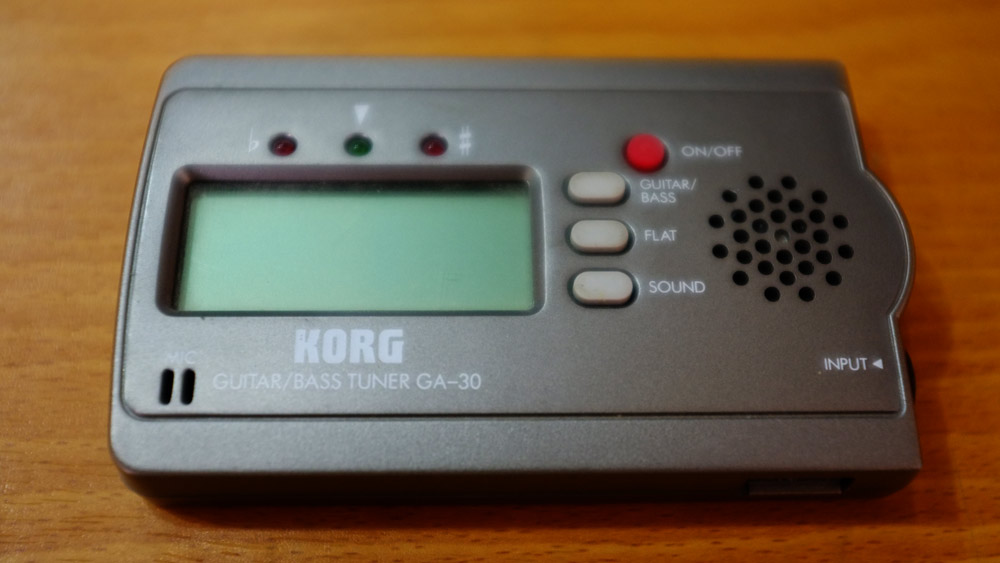 ♭ ▼ ♯
ON/OFF
GUITAR/
BASS
FLAT
SOUND
KORG
MIC
GUITAR/BASS TUNER GA-30
INPUT ◀